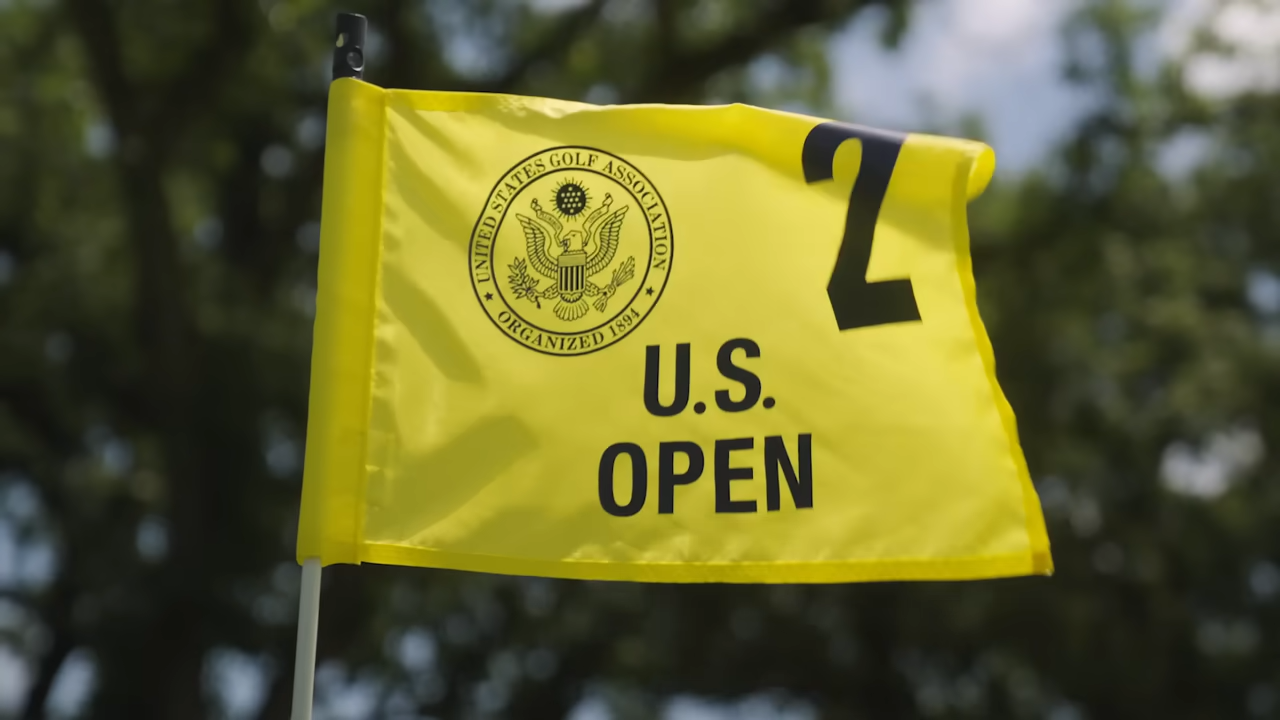 UNITED STATES GOLF ASSOCIATION
ORGANIZED 1894
2
U.S.
OPEN